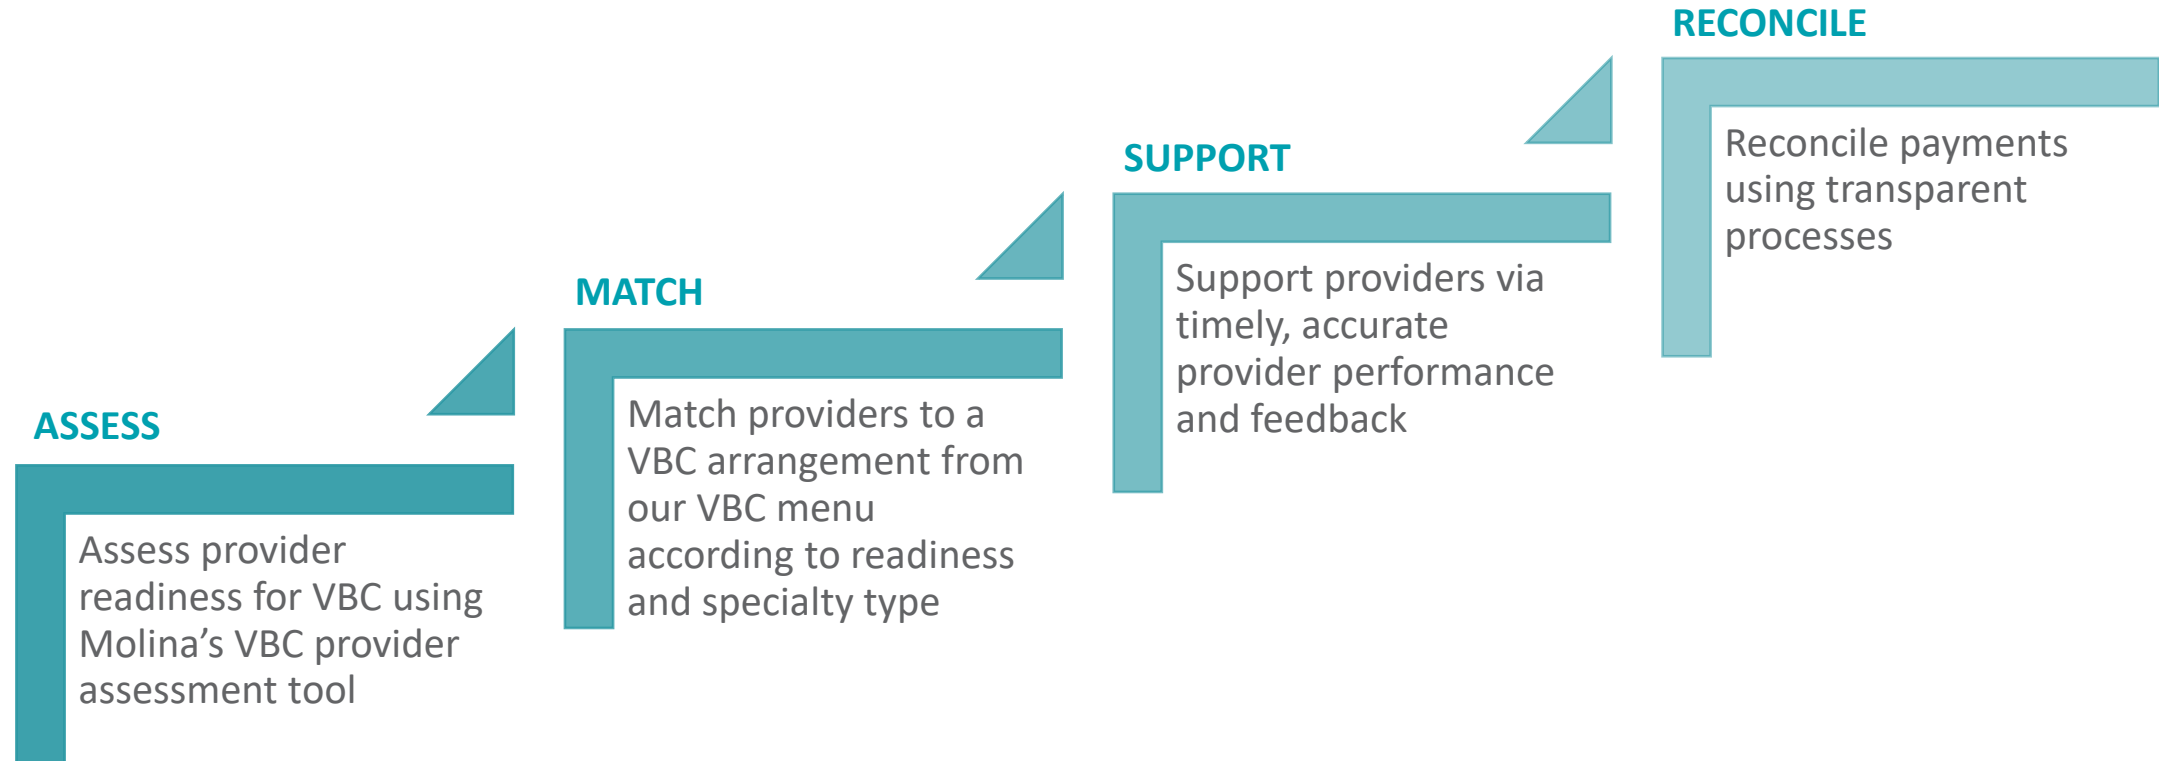 ASSESS
Assess provider
readiness for VBC using
Molina’s VBC provider
assessment tool
MATCH
Match providers to a
VBC arrangement from
our VBC menu
according to readiness
and specialty type
SUPPORT
Support providers via
timely, accurate
provider performance
and feedback
RECONCILE
Reconcile payments
using transparent
processes